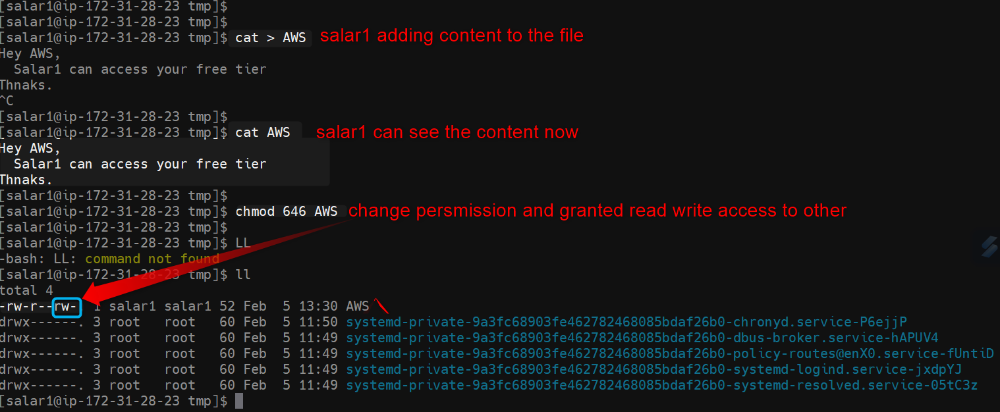 [salar1@ip-172-31-28-23 tmp]$
[salar1@ip-172-31-28-23 tmp]$
[salar1@ip-172-31-28-23 tmp]$ cat > AWS salar1 adding content to the file
Hey AWS,
  Salar1 can access your free tier
Thnaks.
^C
[salar1@ip-172-31-28-23 tmp]$
[salar1@ip-172-31-28-23 tmp]$ cat AWS salar1 can see the content now
Hey AWS,
  Salar1 can access your free tier
Thnaks.
[salar1@ip-172-31-28-23 tmp]$
[salar1@ip-172-31-28-23 tmp]$ chmod 646 AWS change persmission and granted read write access to other
[salar1@ip-172-31-28-23 tmp]$
[salar1@ip-172-31-28-23 tmp]$ LL
-bash: LL: command not found
[salar1@ip-172-31-28-23 tmp]$ ll
total 4
-rw-r--rw-  1 salar1 salar1 52 Feb  5 13:30 AWS
drwx------. 3 root   root   60 Feb  5 11:50 systemd-private-9a3fc68903fe462782468085bdaf26b0-chronyd.service-P6ejjP
drwx------. 3 root   root   60 Feb  5 11:49 systemd-private-9a3fc68903fe462782468085bdaf26b0-dbus-broker.service-hAPUV4
drwx------. 3 root   root   60 Feb  5 11:49 systemd-private-9a3fc68903fe462782468085bdaf26b0-policy-routes@enX0.service-fUntiD
drwx------. 3 root   root   60 Feb  5 11:49 systemd-private-9a3fc68903fe462782468085bdaf26b0-systemd-logind.service-jxdpYJ
drwx------. 3 root   root   60 Feb  5 11:49 systemd-private-9a3fc68903fe462782468085bdaf26b0-systemd-resolved.service-05tC3z
[salar1@ip-172-31-28-23 tmp]$